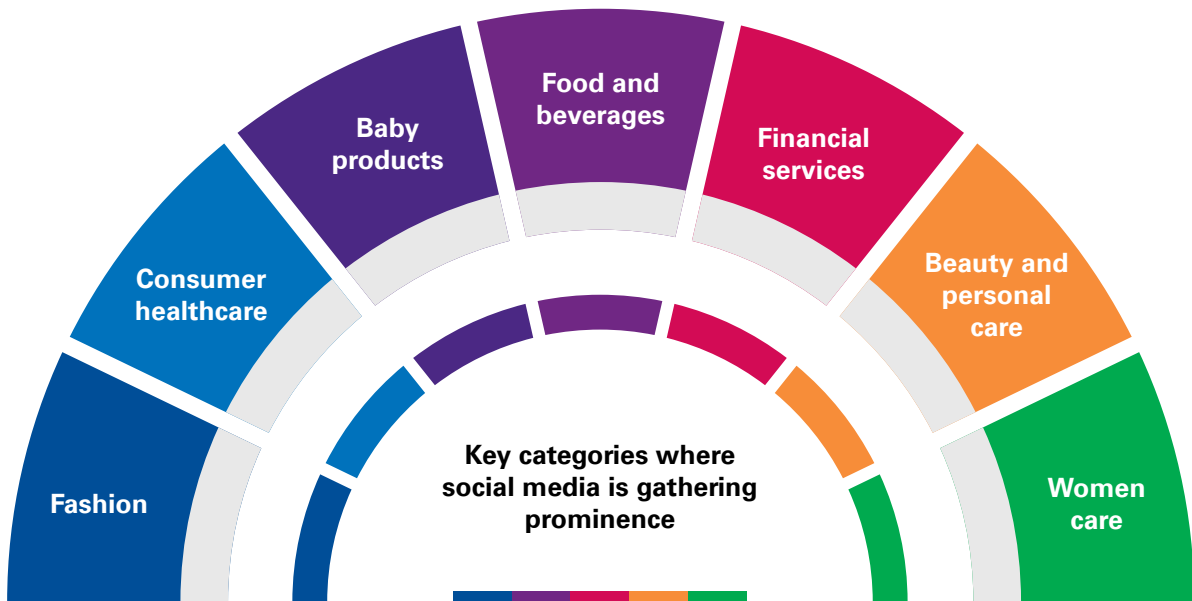 Fashion
Consumer
healthcare
Baby
products
Food and
beverages
Financial
services
Beauty and
personal
care
Women
care
Key categories where
social media is gathering
prominence